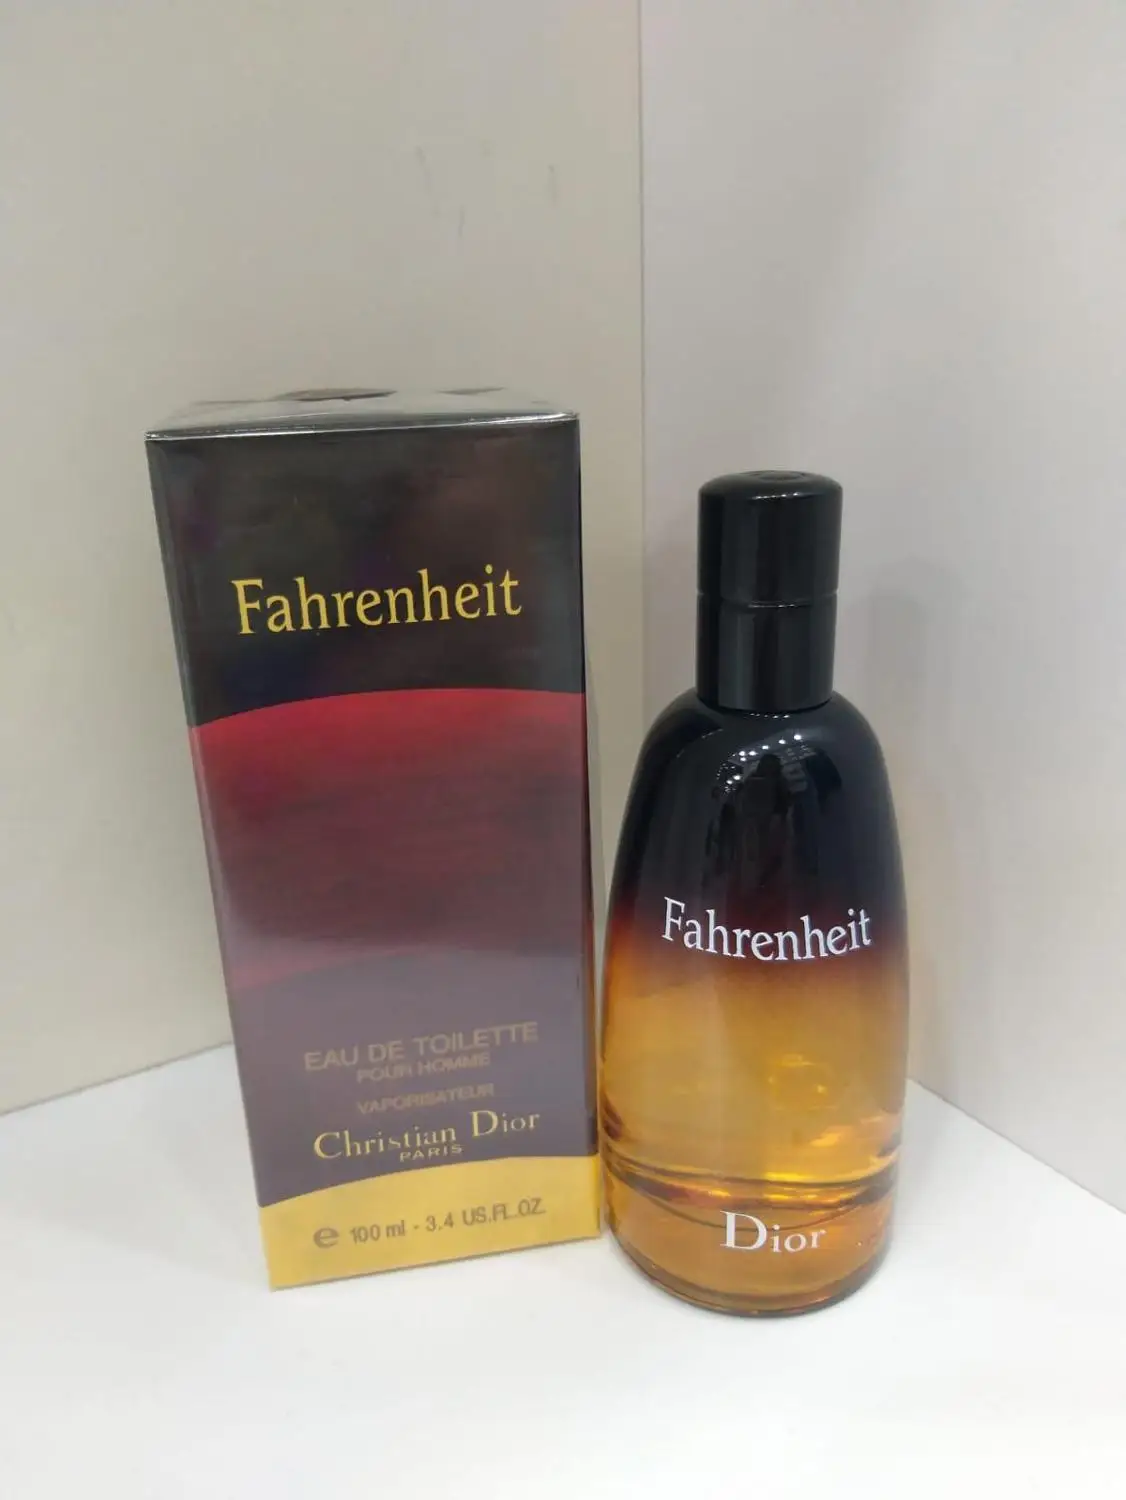 Fahrenheit
EAU DE TOILETTE
POUR HOMME
VAPORISATEUR
Christian Dior
PARIS
e 100 ml - 3.4 US.FL.OZ.
Fahrenheit
Dior